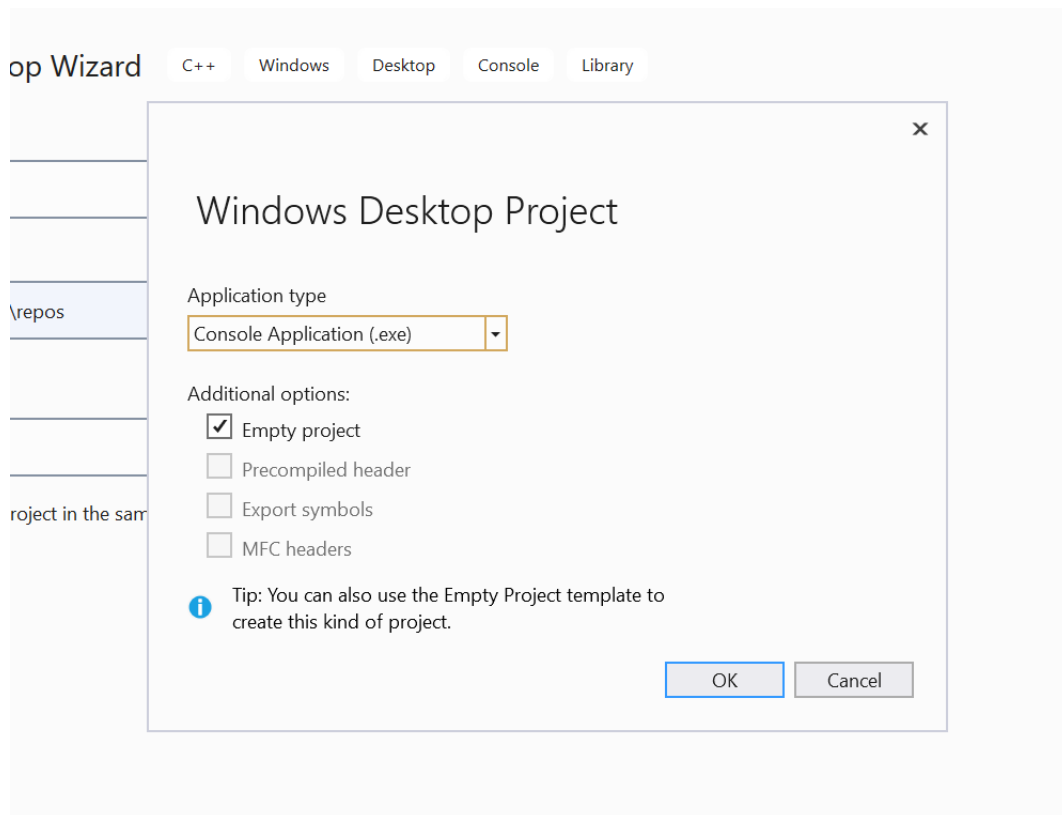 op Wizard C++ Windows Desktop Console Library
Windows Desktop Project
Application type
\repos
Console Application (.exe)
Additional options:
Empty project
Precompiled header
Export symbols
roject in the sam
MFC headers
Tip: You can also use the Empty Project template to
create this kind of project.
OK Cancel